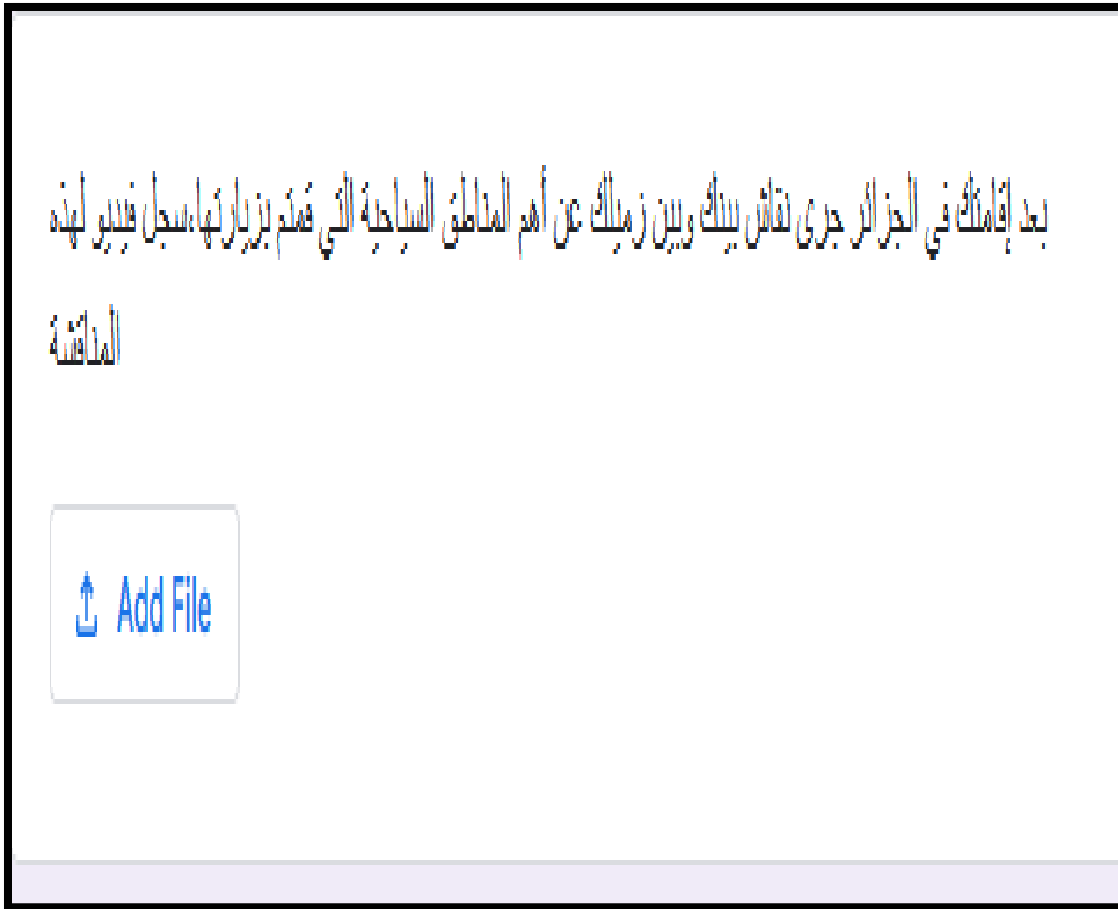 بعد إقامتك في الجزائر جرى نقاش بينك وبين زميلك عن أهم المناطق السياحية التي قمتم بزيارتها،سجل فيديو لهذه
المناقشة
Add File